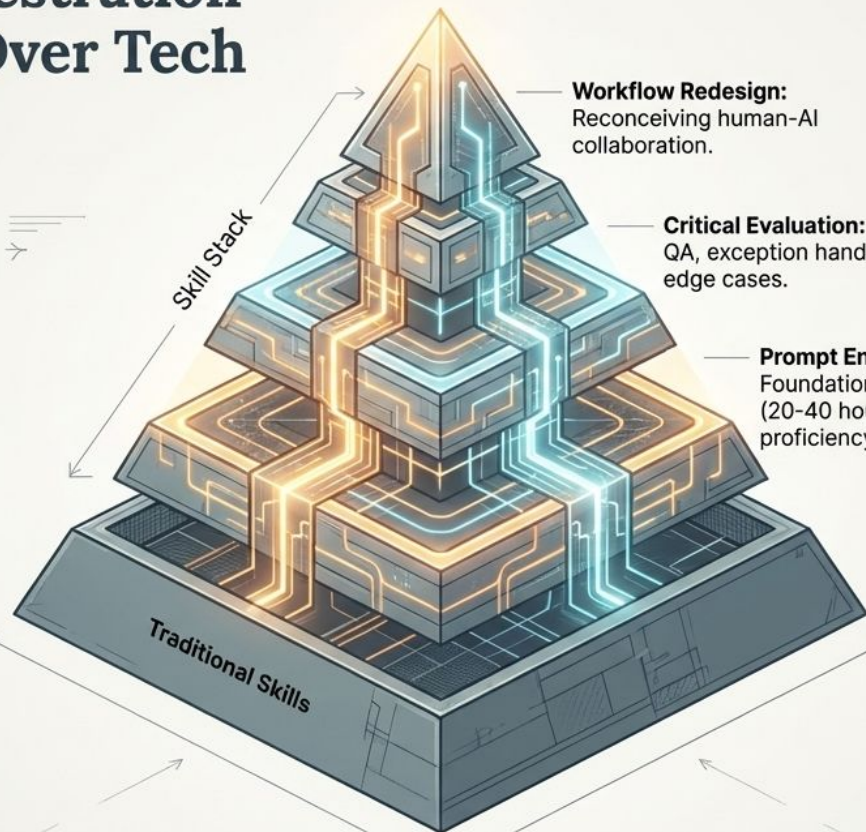 Over Tech
Workflow Redesign:
Reconceiving human-AI
collaboration.
Skill Stack
Critical Evaluation:
QA, exception hand
edge cases.
Prompt En
Foundation
(20-40 ho
proficiency
Traditional Skills